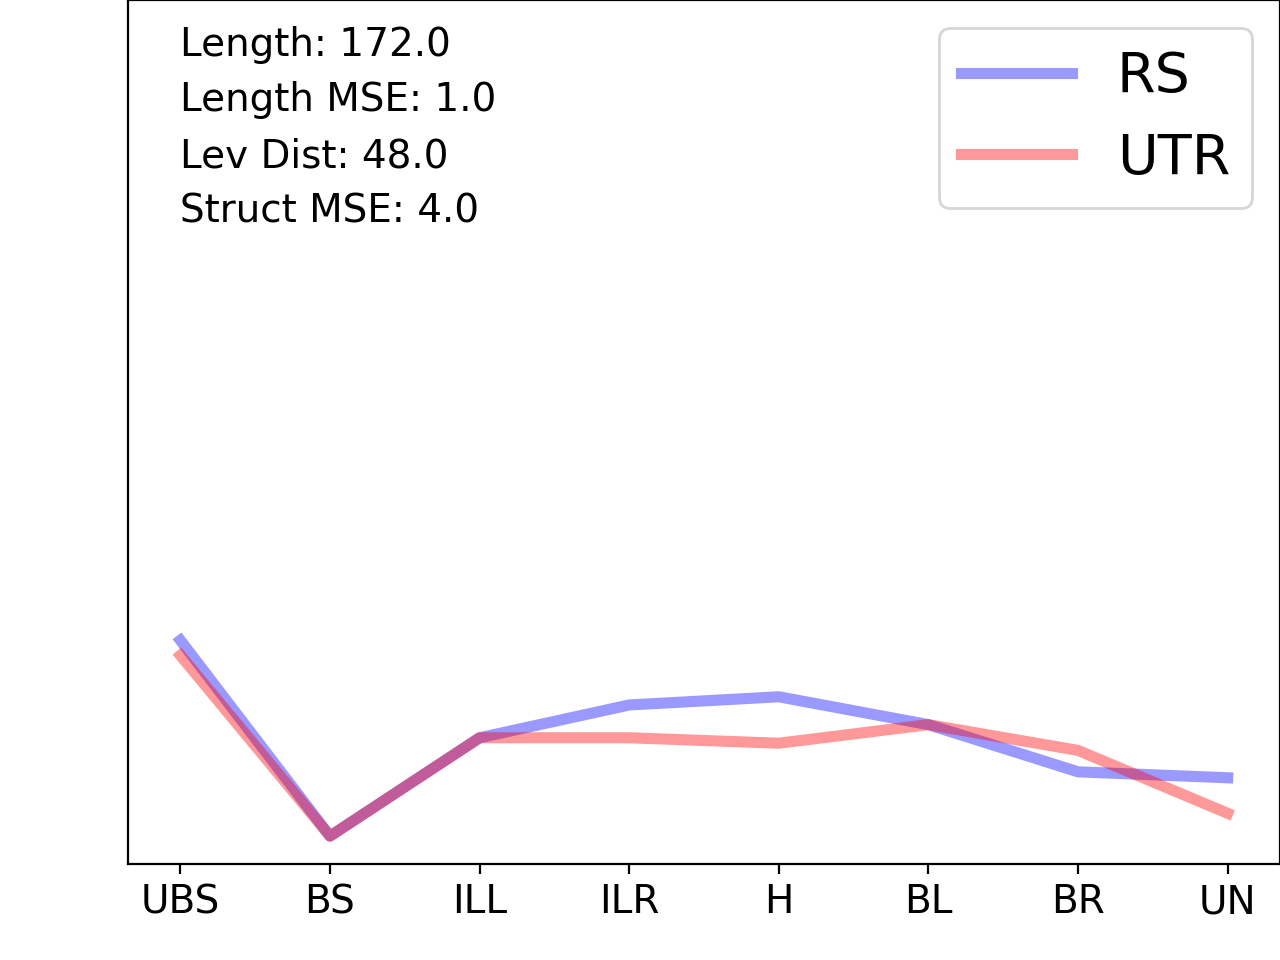 Length: 172.0
Length MSE: 1.0
Lev Dist: 48.0
Struct MSE: 4.0
RS
UTR
UBS BS ILL ILR H BL BR UN